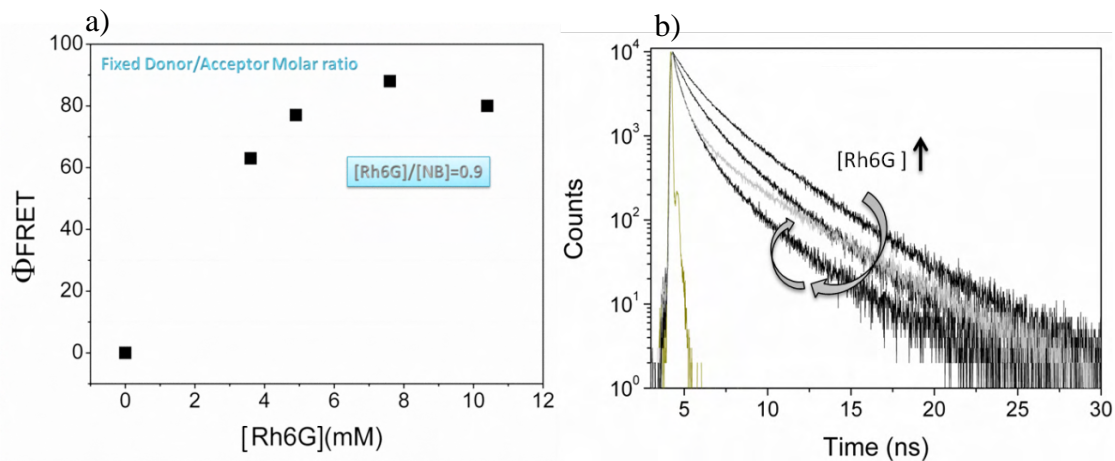 a)
100
80
60
40
20
0
Fixed Donor/Acceptor Molar ratio
[Rh6G]/[NB]=0.9
ΦFRET
0 2 4 6 8 10 12
[Rh6G](mM)
b)
10⁴
10³
10²
10¹
10⁰
[Rh6G]
Counts
5 10 15 20 25 30
Time (ns)